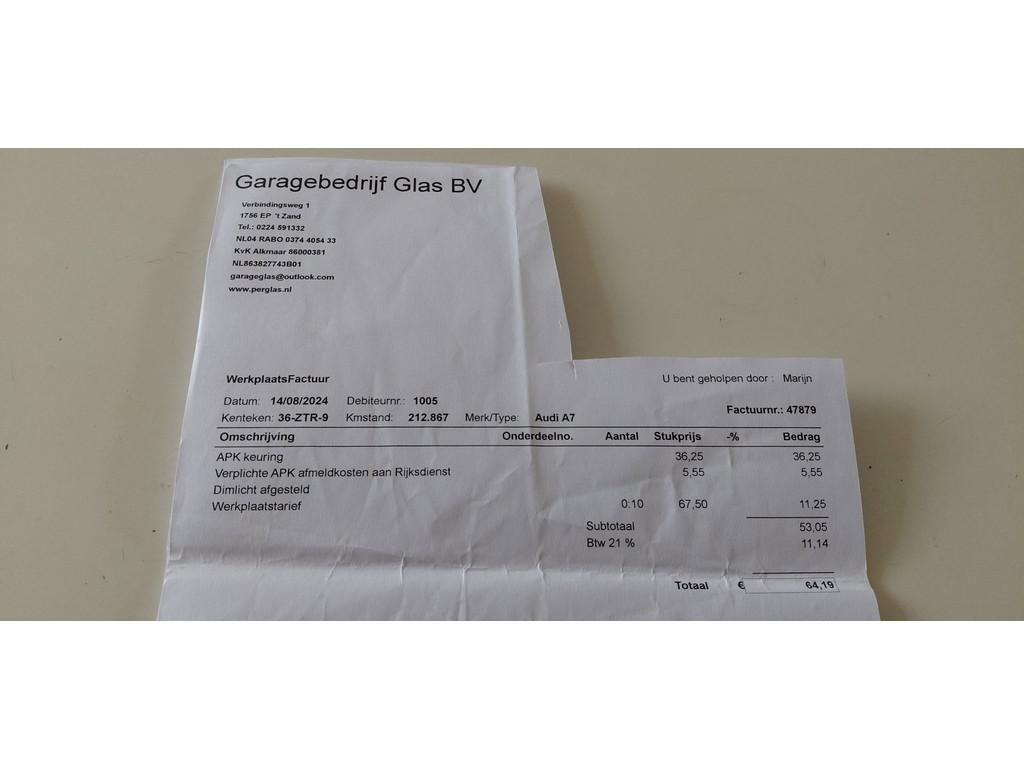 Garagebedrijf Glas BV
Verbindingsweg 1
1756 EP 't Zand
Tel.: 0224 591332
NL04 RABO 0374 4054 33
KvK Alkmaar 86000381
NL863827743B01
garageglas@outlook.com
www.perglas.nl
WerkplaatsFactuur
U bent geholpen door : Marijn
Datum: 14/08/2024 Debiteurnr.: 1005
Factuurnr.: 47879
Kenteken: 36-ZTR-9 Kmstand: 212.867 Merk/Type: Audi A7
Omschrijving Onderdeelno. Aantal Stukprijs -% Bedrag
APK keuring 36,25 36,25
Verplichte APK afmeldkosten aan Rijksdienst 5,55 5,55
Dimlicht afgesteld
Werkplaatstarief 0:10 67,50 11,25
Subtotaal 53,05
Btw 21 % 11,14
Totaal € 64,19